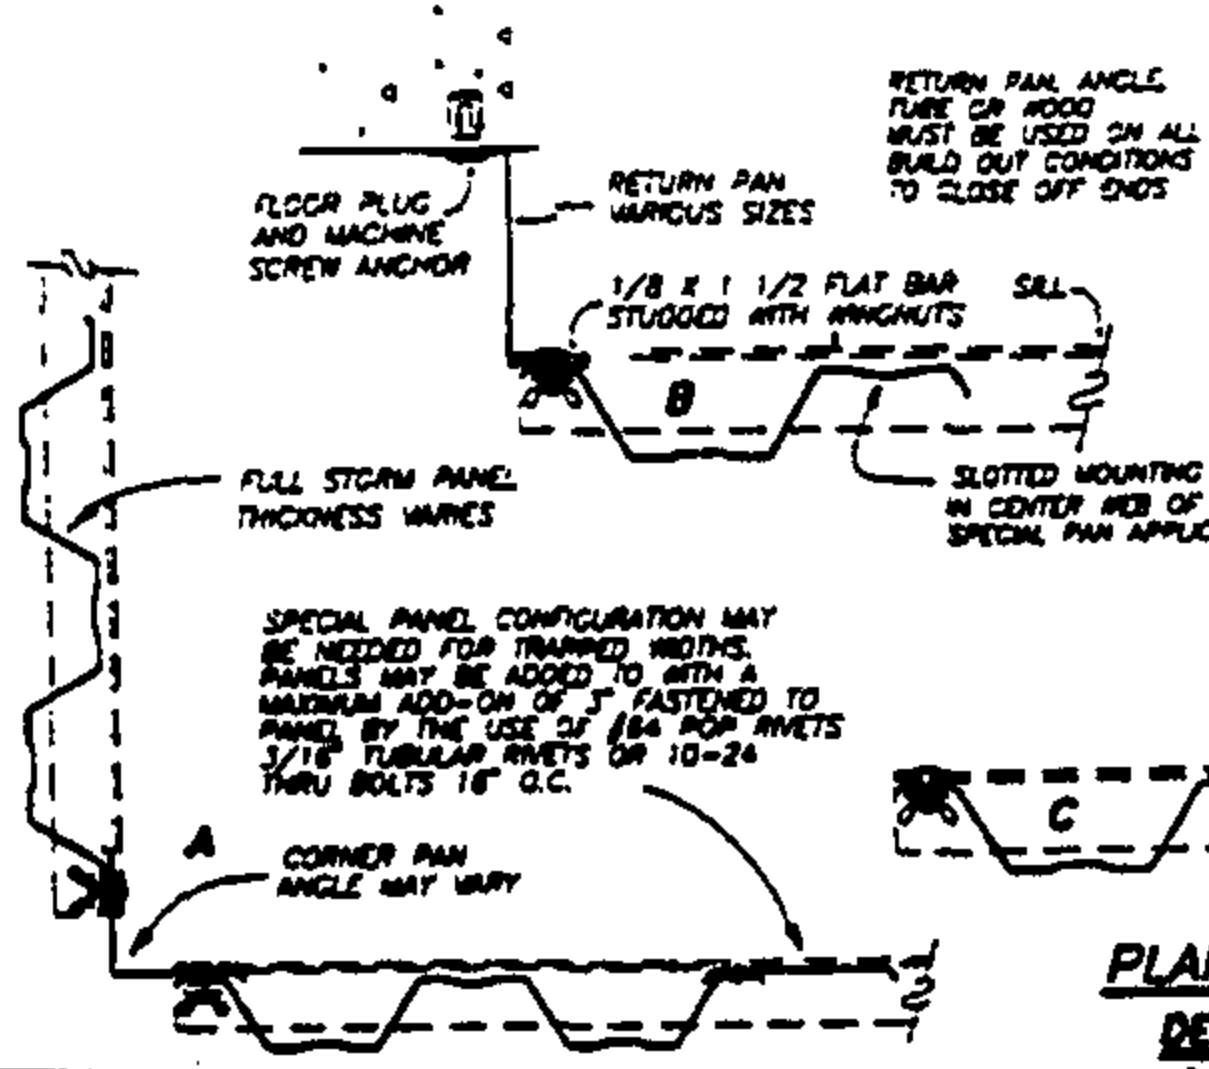 RETURN PAN, ANGLE,
TUBE OR WOOD
MUST BE USED ON ALL
BUILD OUT CONDITIONS
TO CLOSE OFF ENDS
FLOOR PLUG
AND MACHINE
SCREW ANCHOR
RETURN PAN
VARIOUS SIZES
1/8 X 1 1/2 FLAT BAR
STUDDED WITH WINGNUTS
SILL
B
FULL STORM PANEL
THICKNESS VARIES
SLOTTED MOUNTING
IN CENTER WEB OF
SPECIAL PAN APPLIC
SPECIAL PANEL CONFIGURATION MAY
BE NEEDED FOR TRAPPED WIDTHS.
PANELS MAY BE ADDED TO WITH A
MAXIMUM ADD-ON OF 3" FASTENED TO
PANEL BY THE USE OF POP RIVETS
3/16" TUBULAR RIVETS OR 10-24
THRU BOLTS 18" O.C.
A
CORNER PAN
ANGLE MAY VARY
C
PLAN
DE